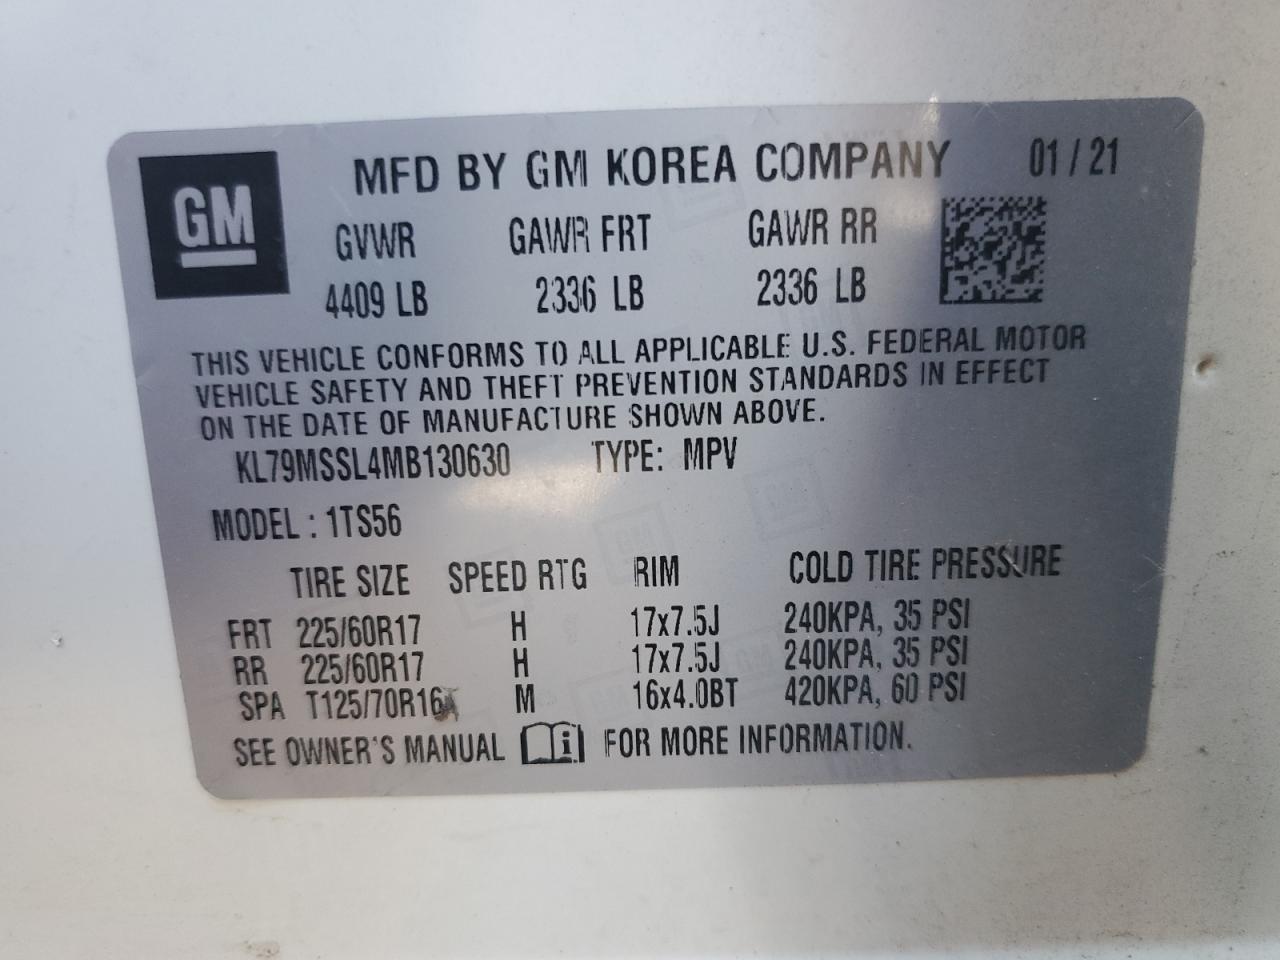 GM MFD BY GM KOREA COMPANY 01 / 21
GVWR GAWR FRT GAWR RR
4409 LB 2336 LB 2336 LB
THIS VEHICLE CONFORMS TO ALL APPLICABLE U.S. FEDERAL MOTOR
VEHICLE SAFETY AND THEFT PREVENTION STANDARDS IN EFFECT
ON THE DATE OF MANUFACTURE SHOWN ABOVE.
KL79MSSL4MB130630 TYPE: MPV
MODEL : 1TS56
TIRE SIZE SPEED RTG RIM COLD TIRE PRESSURE
FRT 225/60R17 H 17x7.5J 240KPA, 35 PSI
RR 225/60R17 H 17x7.5J 240KPA, 35 PSI
SPA T125/70R16 M 16x4.0BT 420KPA, 60 PSI
SEE OWNER'S MANUAL i FOR MORE INFORMATION.